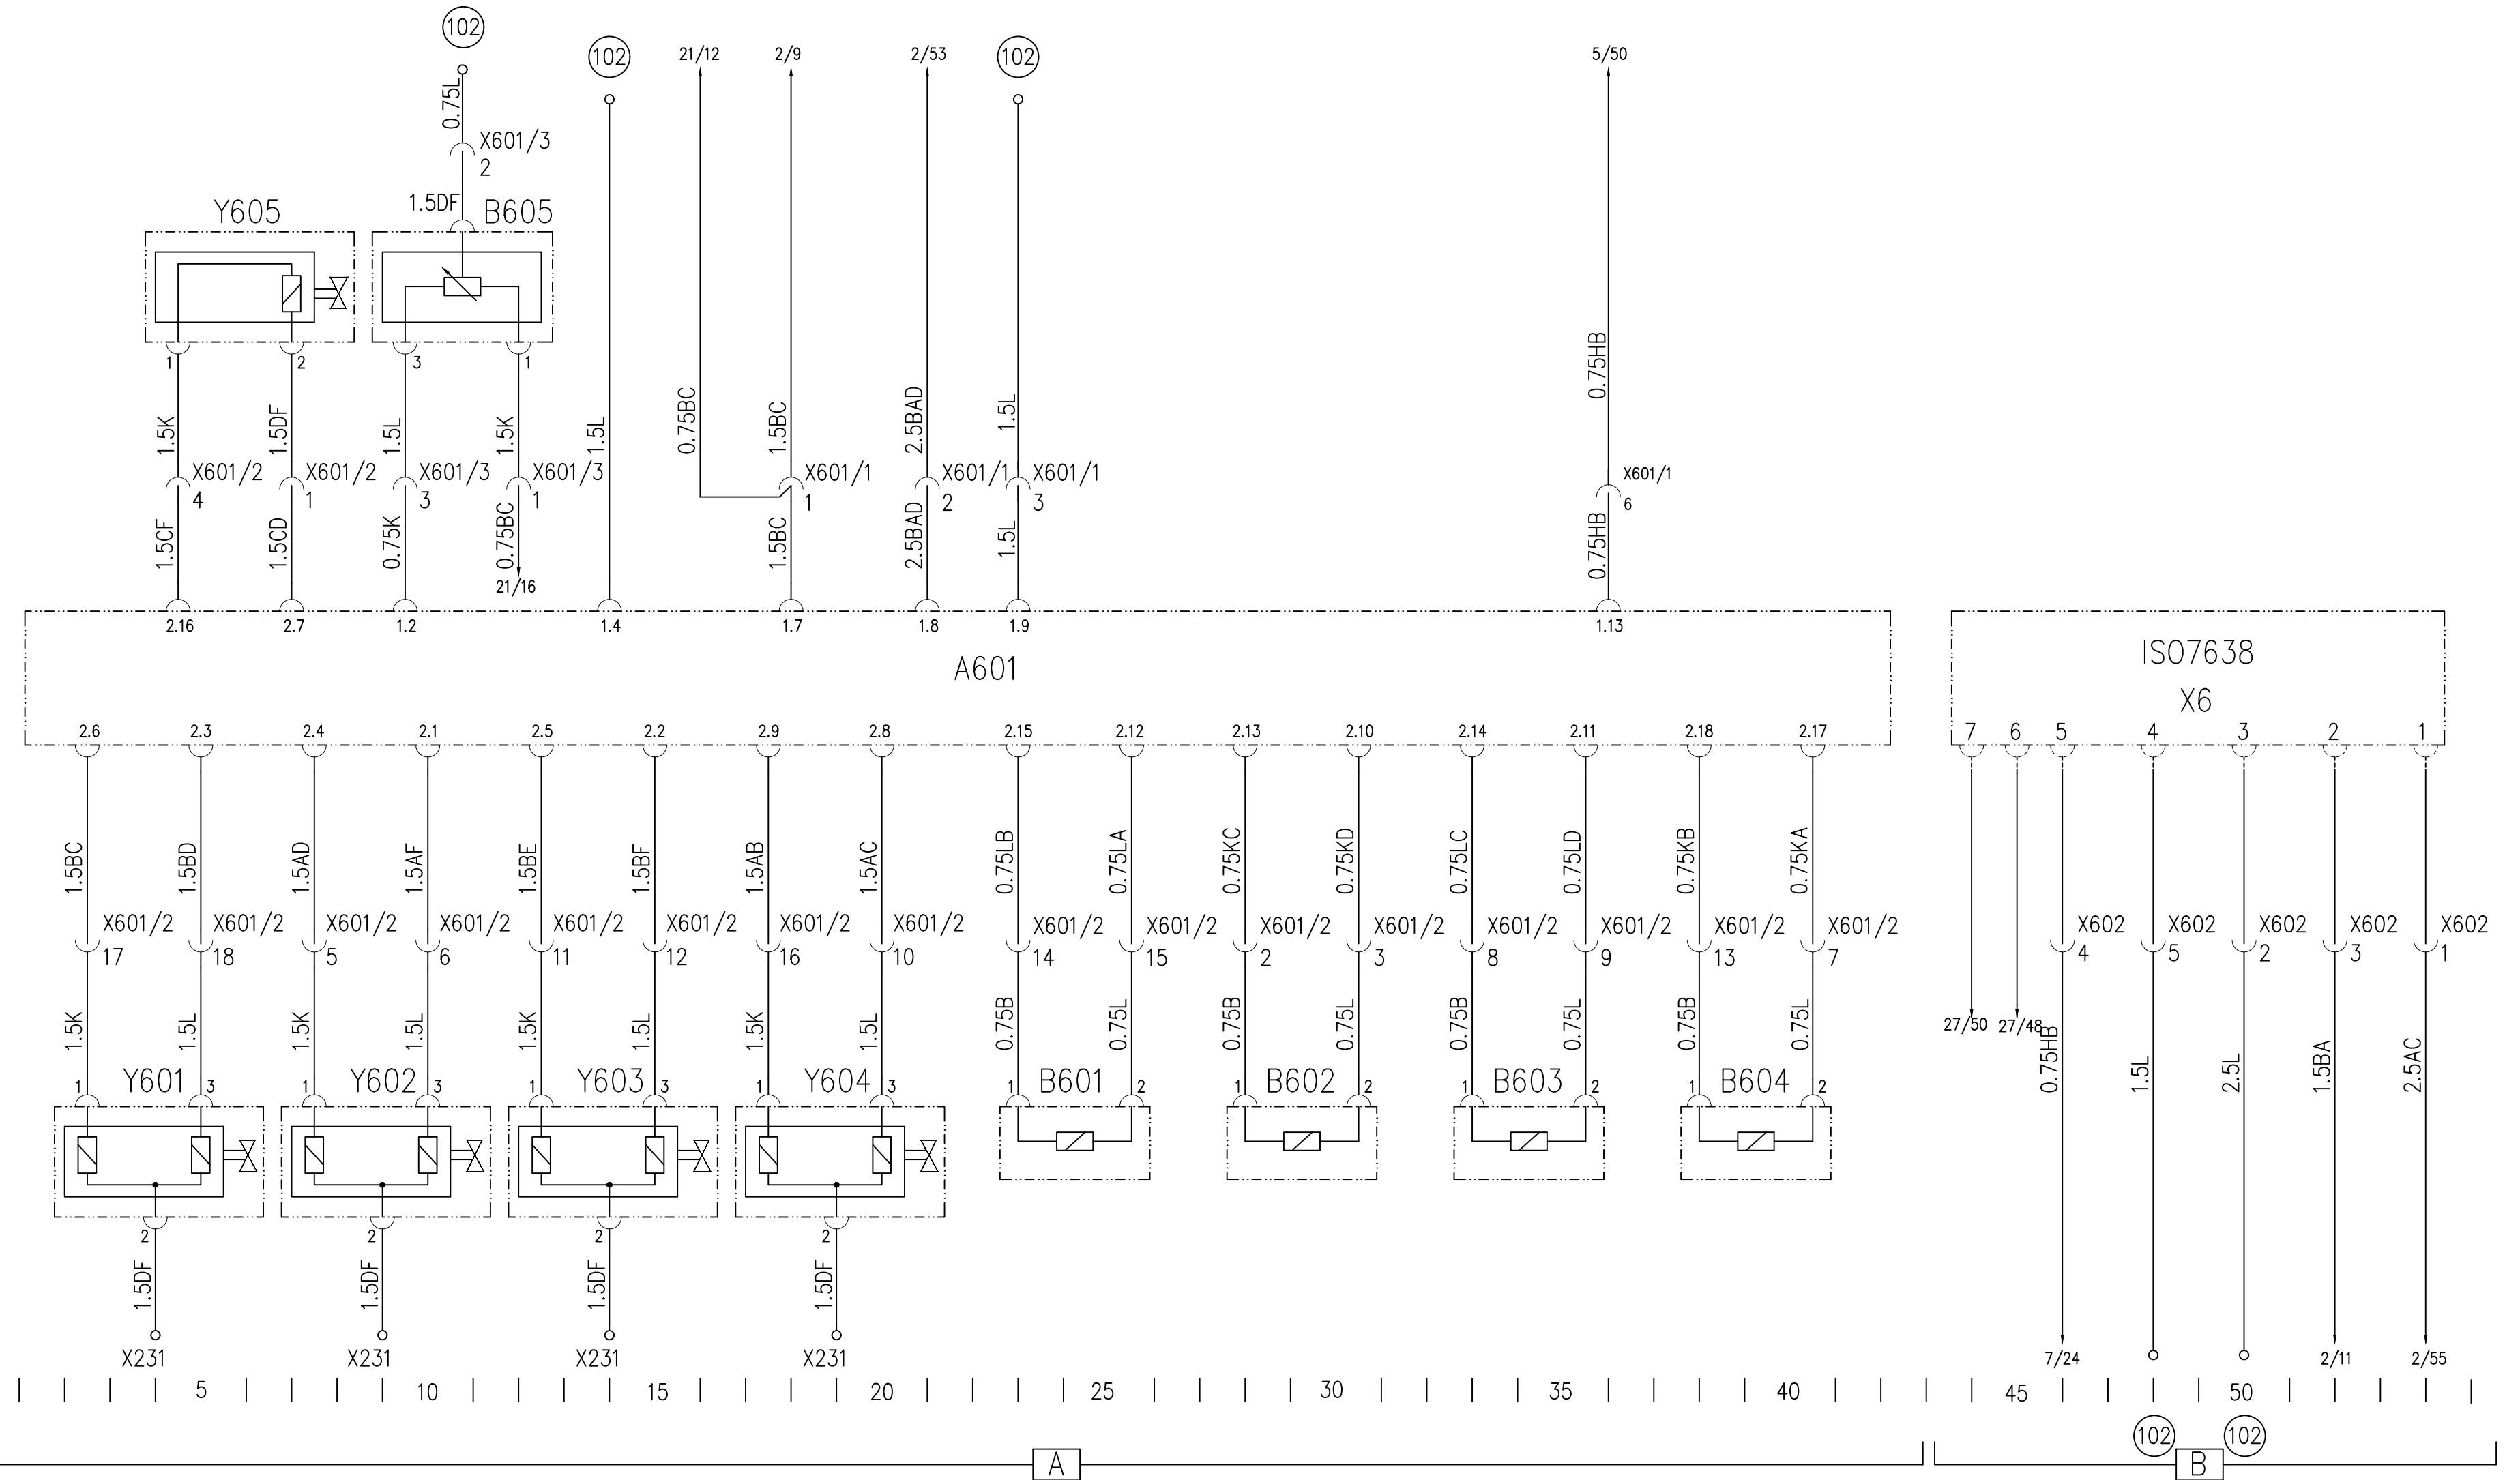 102
102
21/12
2/9
2/53
102
5/50
0.75L
X601/3
2
1.5DF
Y605
B605
1
2
3
1
1.5K
1.5DF
1.5L
1.5K
1.5L
0.75BC
1.5BC
2.5BAD
1.5L
0.75HB
X601/2
4
X601/2
1
X601/3
3
X601/3
1
X601/1
1
X601/1
2
X601/1
3
X601/1
6
1.5CF
1.5CD
0.75K
0.75BC
1.5BC
2.5BAD
1.5L
0.75HB
21/16
2.16
2.7
1.2
1.4
1.7
1.8
1.9
1.13
A601
ISO7638
X6
2.6
2.3
2.4
2.1
2.5
2.2
2.9
2.8
2.15
2.12
2.13
2.10
2.14
2.11
2.18
2.17
7
6
5
4
3
2
1
1.5BC
1.5BD
1.5AD
1.5AF
1.5BE
1.5BF
1.5AB
1.5AC
0.75LB
0.75LA
0.75KC
0.75KD
0.75LC
0.75LD
0.75KB
0.75KA
X601/2
17
X601/2
18
X601/2
5
X601/2
6
X601/2
11
X601/2
12
X601/2
16
X601/2
10
X601/2
14
X601/2
15
X601/2
2
X601/2
3
X601/2
8
X601/2
9
X601/2
13
X601/2
7
X602
4
X602
5
X602
2
X602
3
X602
1
1.5K
1.5L
1.5K
1.5L
1.5K
1.5L
1.5K
1.5L
0.75B
0.75L
0.75B
0.75L
0.75B
0.75L
0.75B
0.75L
27/50
27/48
0.75HB
1.5L
2.5L
1.5BA
2.5AC
1
Y601
3
1
Y602
3
1
Y603
3
1
Y604
3
1
B601
2
1
B602
2
1
B603
2
1
B604
2
2
2
2
2
1.5DF
1.5DF
1.5DF
1.5DF
X231
X231
X231
X231
7/24
2/11
2/55
5
10
15
20
25
30
35
40
45
50
102
102
A
B